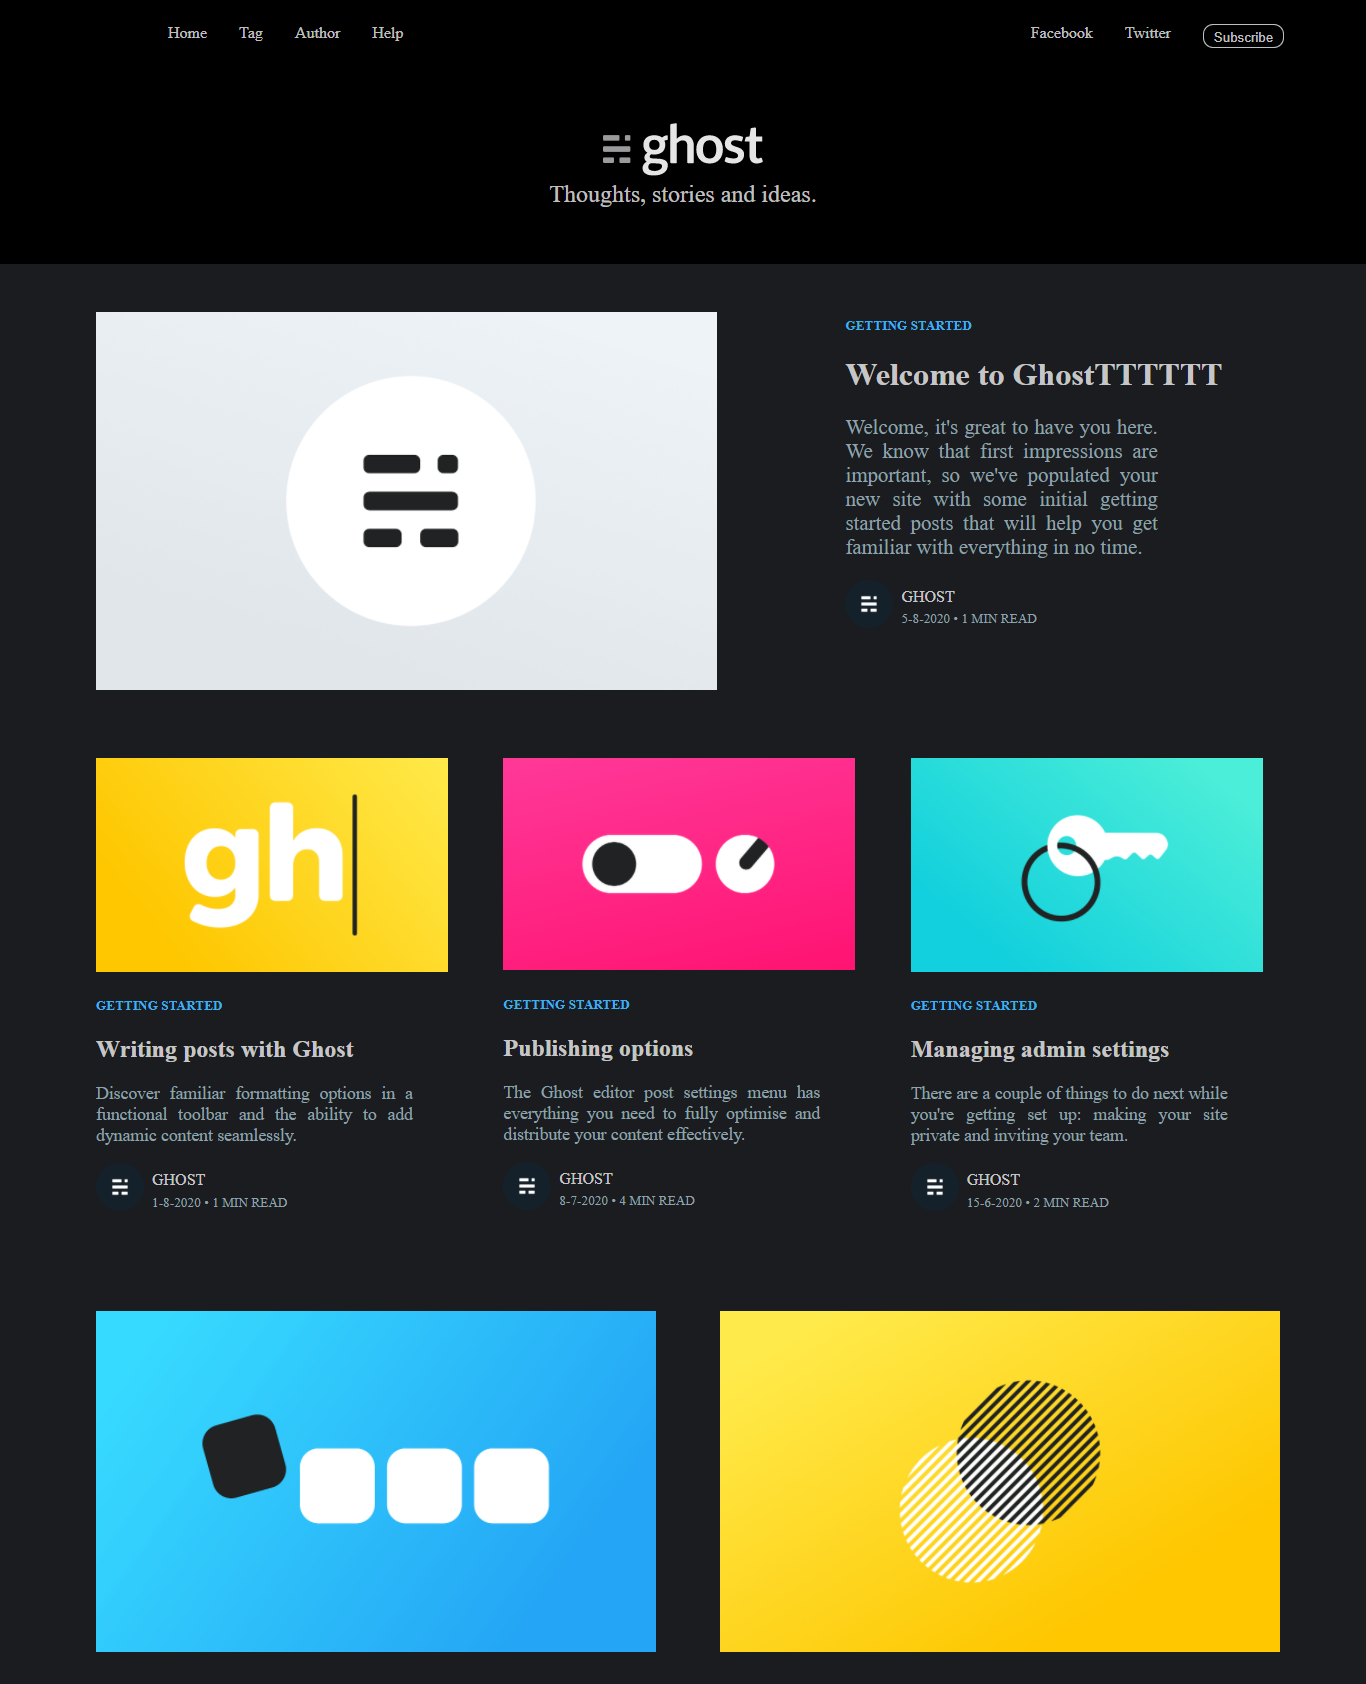 Home Tag Author Help Facebook Twitter Subscribe
ghost
Thoughts, stories and ideas.
GETTING STARTED
Welcome to GhostTTTTTT
Welcome, it's great to have you here.
We know that first impressions are
important, so we've populated your
new site with some initial getting
started posts that will help you get
familiar with everything in no time.
GHOST
5-8-2020 • 1 MIN READ
gh
GETTING STARTED
Writing posts with Ghost
Discover familiar formatting options in a
functional toolbar and the ability to add
dynamic content seamlessly.
GHOST
1-8-2020 • 1 MIN READ
GETTING STARTED
Publishing options
The Ghost editor post settings menu has
everything you need to fully optimise and
distribute your content effectively.
GHOST
8-7-2020 • 4 MIN READ
GETTING STARTED
Managing admin settings
There are a couple of things to do next while
you're getting set up: making your site
private and inviting your team.
GHOST
15-6-2020 • 2 MIN READ